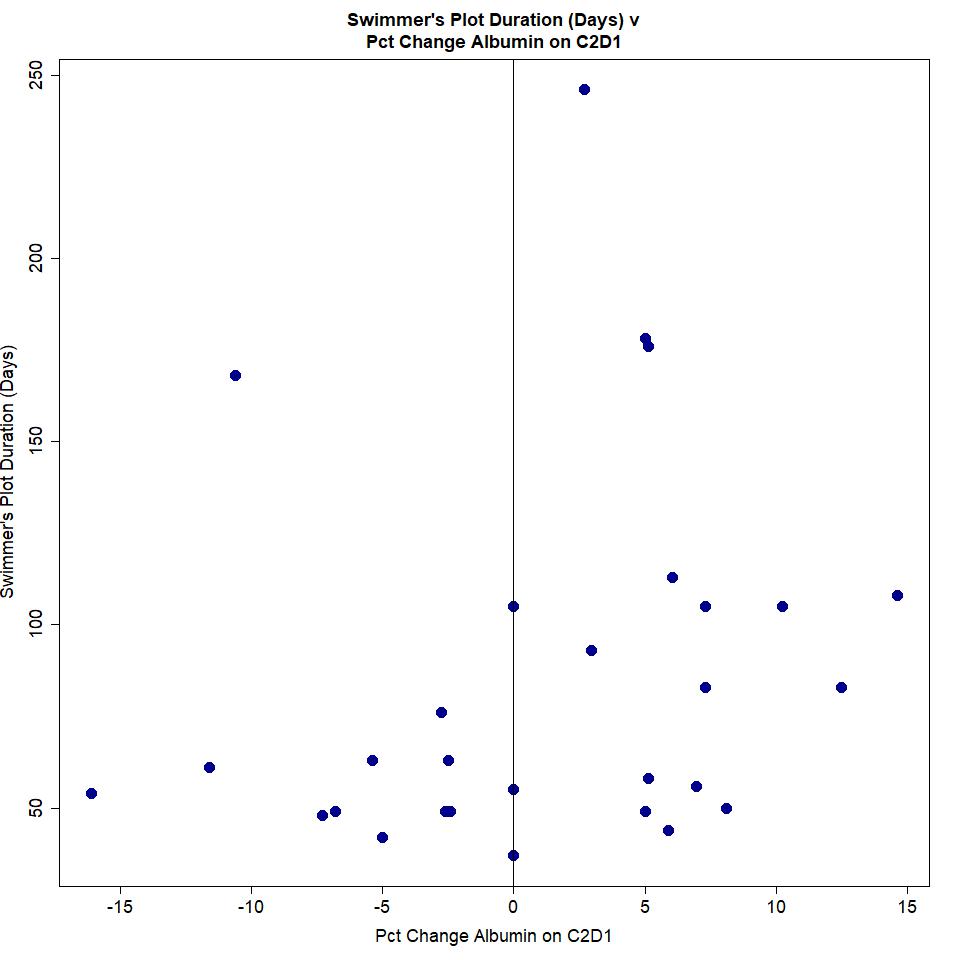 Swimmer's Plot Duration (Days) v
Pct Change Albumin on C2D1
250
200
150
100
50
Swimmer's Plot Duration (Days)
-15 -10 -5 0 5 10 15
Pct Change Albumin on C2D1